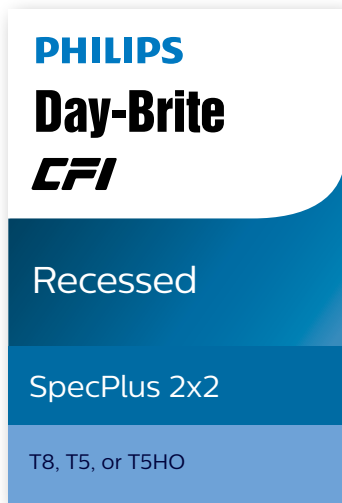 PHILIPS
Day-Brite
CFI
Recessed
SpecPlus 2x2
T8, T5, or T5HO